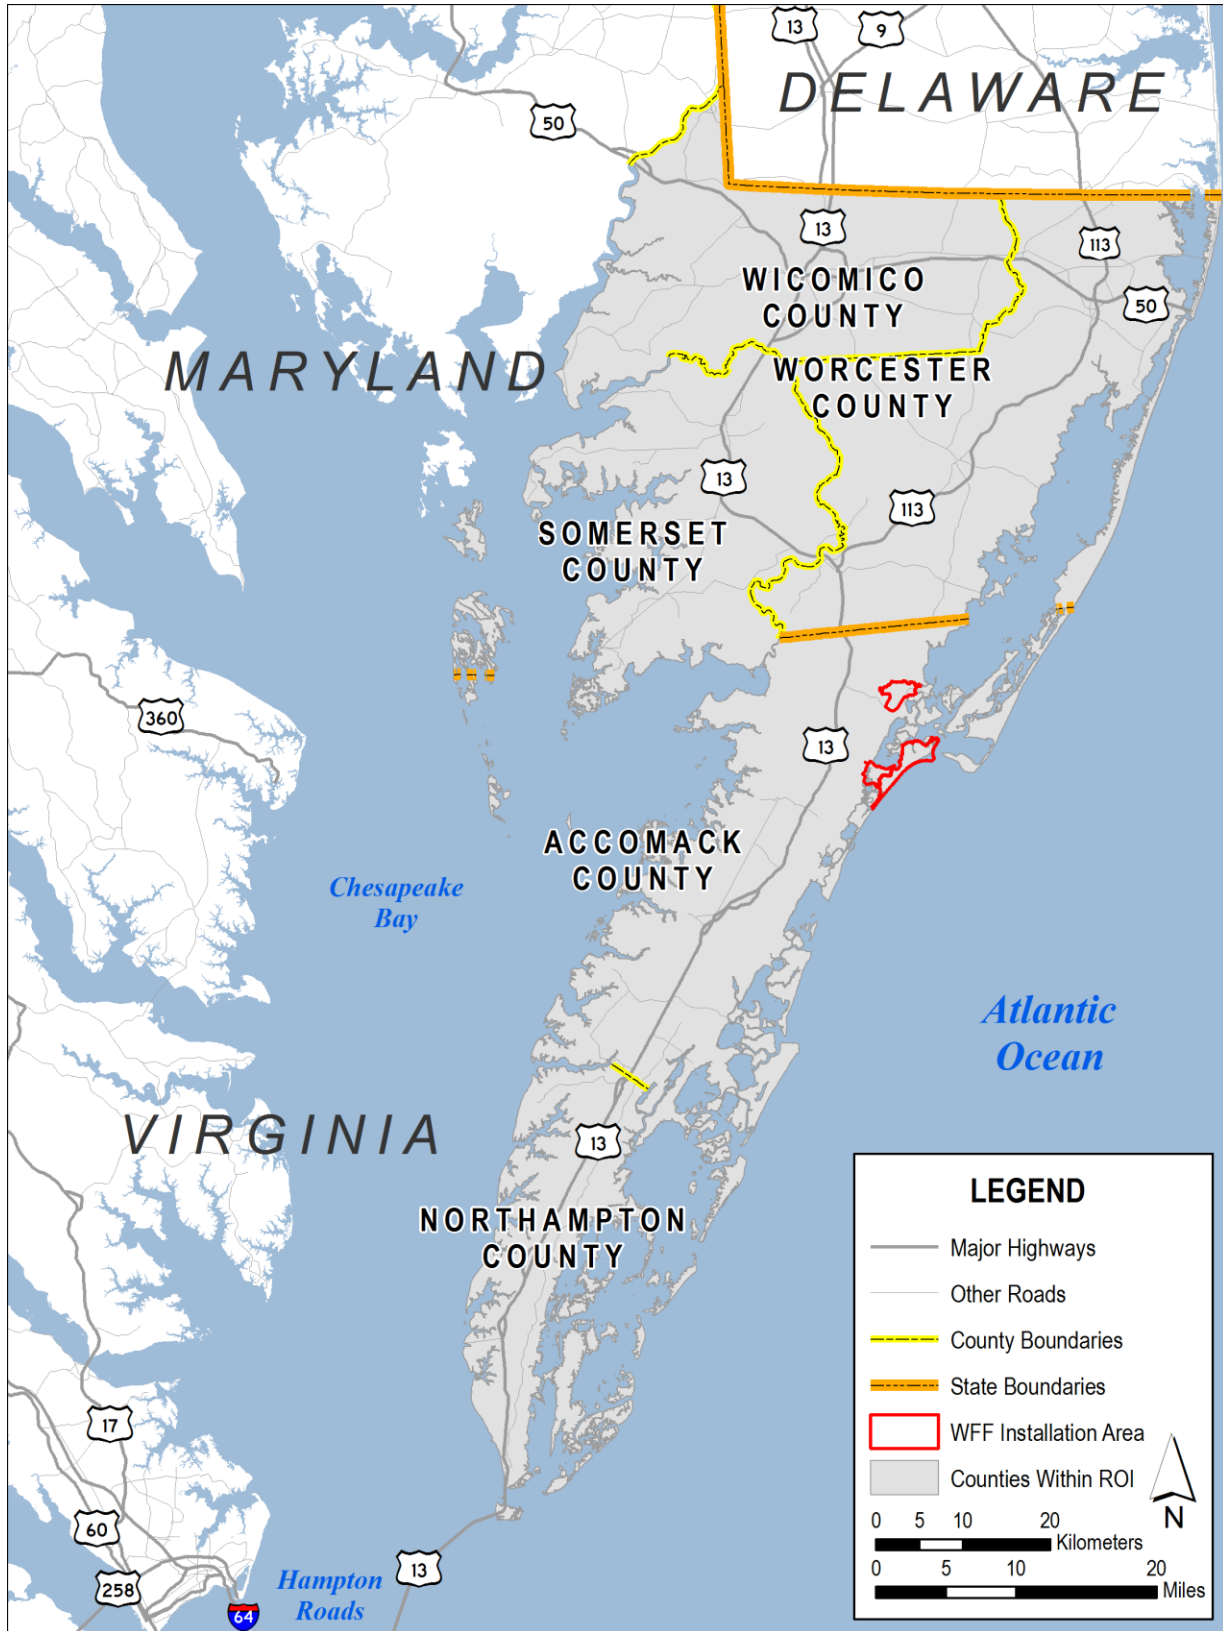 13
9
DELAWARE
50
13
113
WICOMICO
COUNTY
50
MARYLAND
WORCESTER
COUNTY
13
113
SOMERSET
COUNTY
360
13
ACCOMACK
COUNTY
Chesapeake
Bay
Atlantic
Ocean
VIRGINIA
13
NORTHAMPTON
COUNTY
17
60
258
64
Hampton
Roads
13
LEGEND
Major Highways
Other Roads
County Boundaries
State Boundaries
WFF Installation Area
Counties Within ROI
N
0 5 10 20
Kilometers
0 5 10 20
Miles